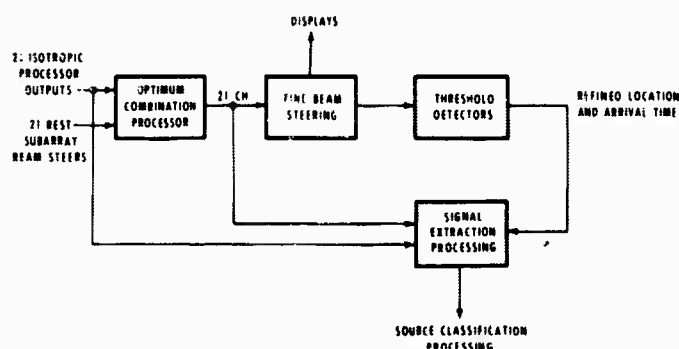 DISPLAYS
21 ISOTROPIC
PROCESSOR
OUTPUTS
21 BEST
SUBARRAY
BEAM STEERS
OPTIMUM
COMBINATION
PROCESSOR
21 CH
FINE BEAM
STEERING
THRESHOLD
DETECTORS
REFINED LOCATION
AND ARRIVAL TIME
SIGNAL
EXTRACTION
PROCESSING
SOURCE CLASSIFICATION
PROCESSING